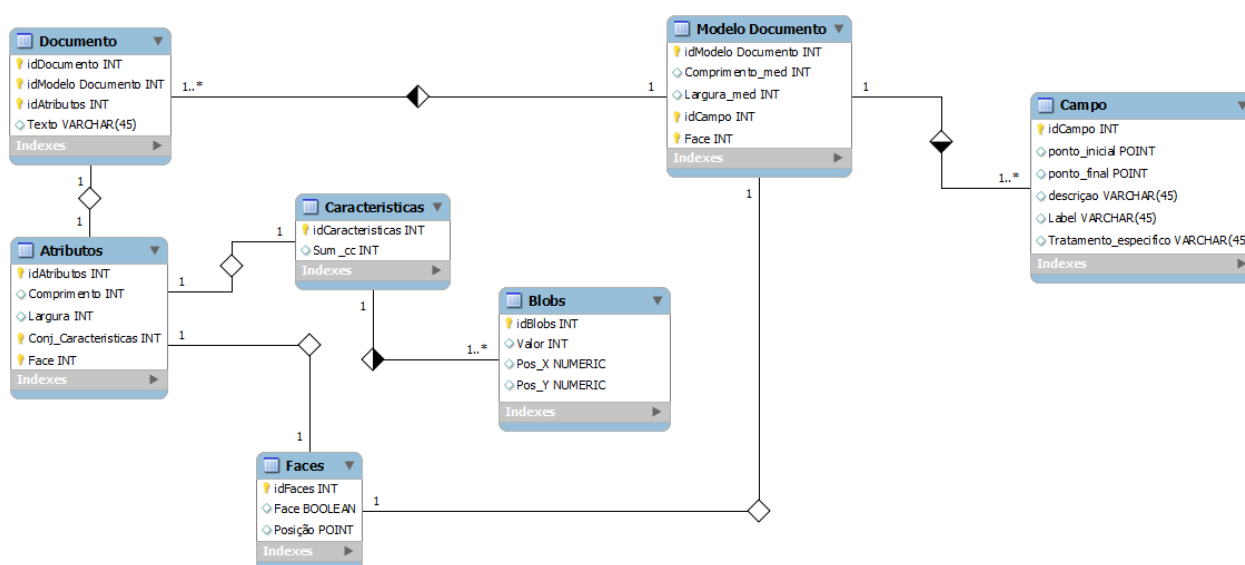 Documento
idDocumento INT
idModelo Documento INT
idAtributos INT
Texto VARCHAR(45)
Indexes
1..*
1
Modelo Documento
idModelo Documento INT
Comprimento_med INT
Largura_med INT
idCampo INT
Face INT
Indexes
1
1..*
Campo
idCampo INT
ponto_inicial POINT
ponto_final POINT
descriçao VARCHAR(45)
Label VARCHAR(45)
Tratamento_especifico VARCHAR(45
Indexes
1
1
Atributos
idAtributos INT
Comprimento INT
Largura INT
Conj_Caracteristicas INT
Face INT
Indexes
1
1
Caracteristicas
idCaracteristicas INT
Sum_cc INT
Indexes
1
1..*
Blobs
idBlobs INT
Valor INT
Pos_X NUMERIC
Pos_Y NUMERIC
Indexes
1
1
Faces
idFaces INT
Face BOOLEAN
Posição POINT
Indexes
1
1